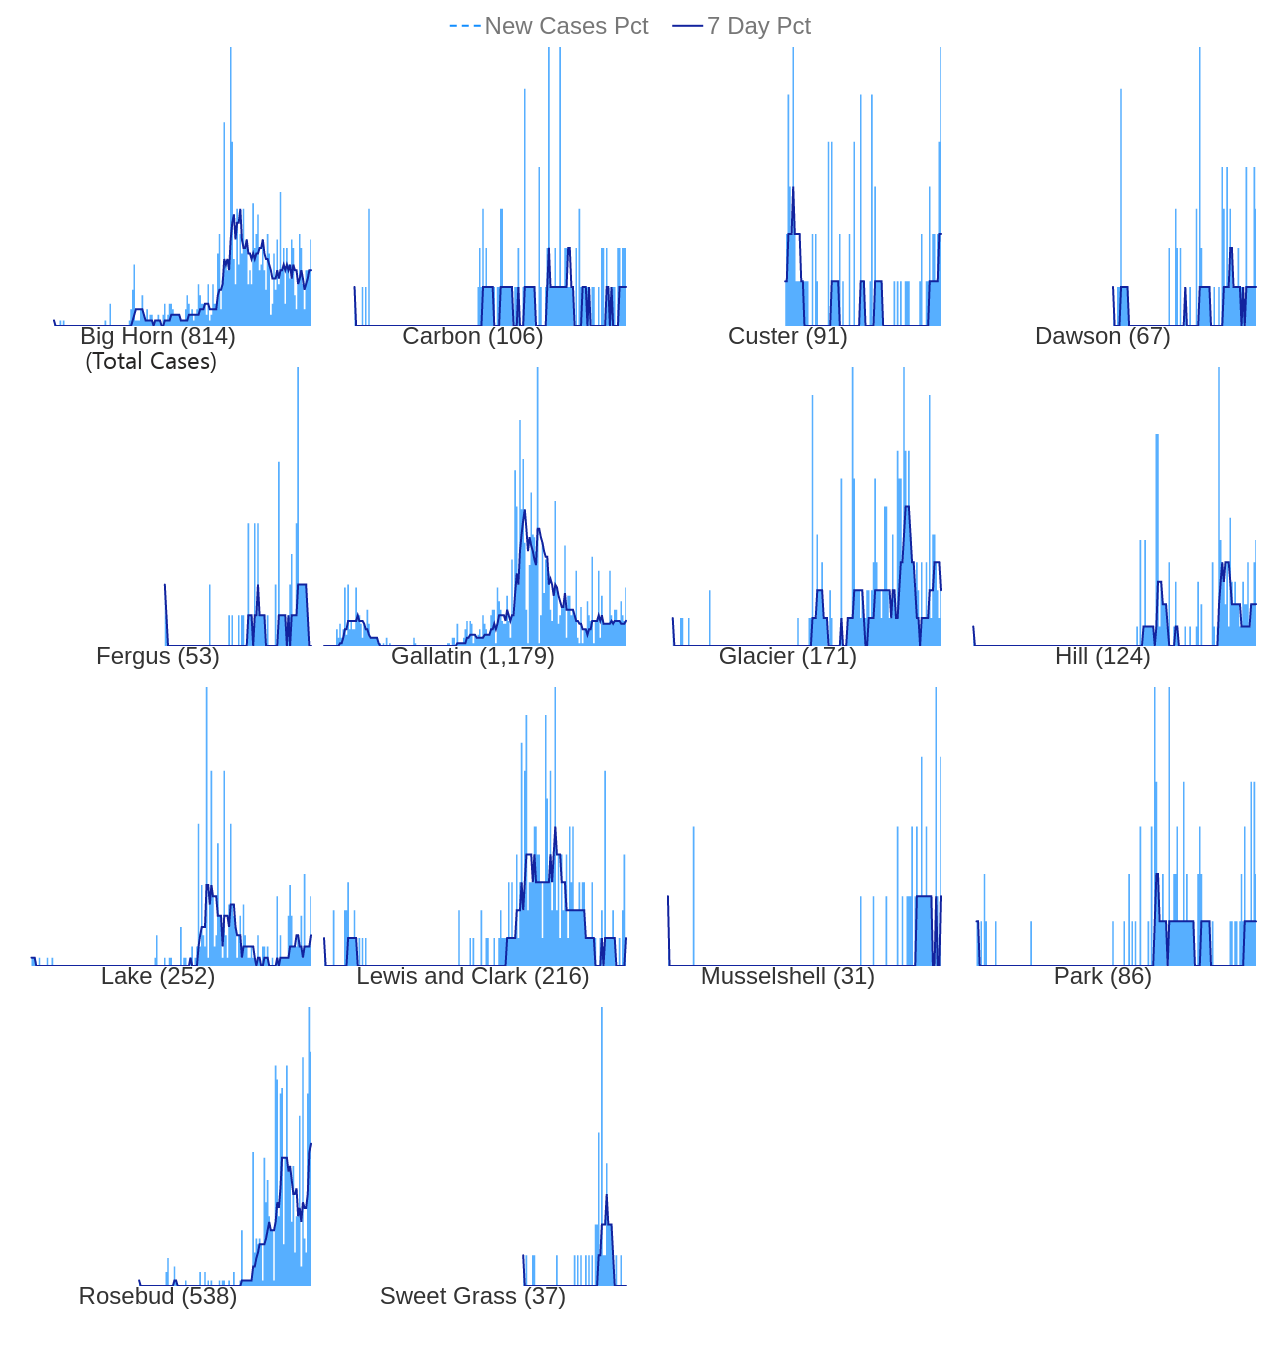 New Cases Pct 7 Day Pct
Big Horn (814) Carbon (106) Custer (91) Dawson (67)
(Total Cases)
Fergus (53) Gallatin (1,179) Glacier (171) Hill (124)
Lake (252) Lewis and Clark (216) Musselshell (31) Park (86)
Rosebud (538) Sweet Grass (37)